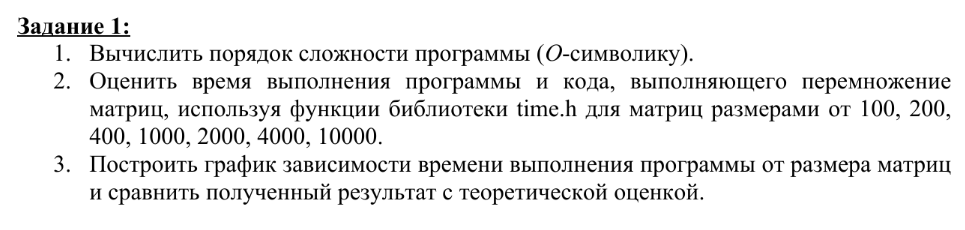 Задание 1:
1. Вычислить порядок сложности программы (О-символику).
2. Оценить время выполнения программы и кода, выполняющего перемножение
матриц, используя функции библиотеки time.h для матриц размерами от 100, 200,
400, 1000, 2000, 4000, 10000.
3. Построить график зависимости времени выполнения программы от размера матриц
и сравнить полученный результат с теоретической оценкой.